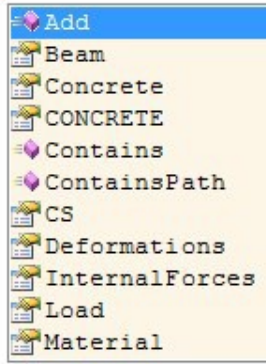 Add
Beam
Concrete
CONCRETE
Contains
ContainsPath
CS
Deformations
InternalForces
Load
Material